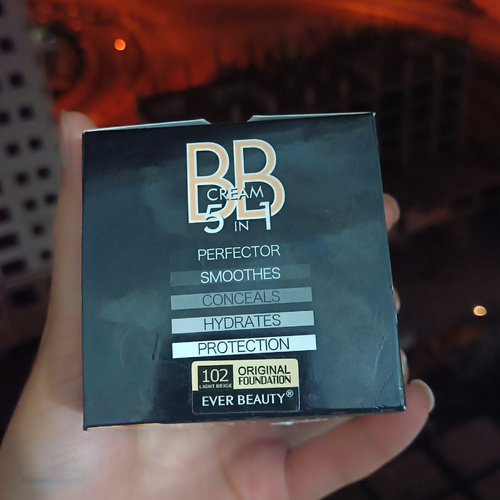 BB
CREAM
5 IN 1
PERFECTOR
SMOOTHES
CONCEALS
HYDRATES
PROTECTION
102
LIGHT BEIGE
ORIGINAL
FOUNDATION
EVER BEAUTY®